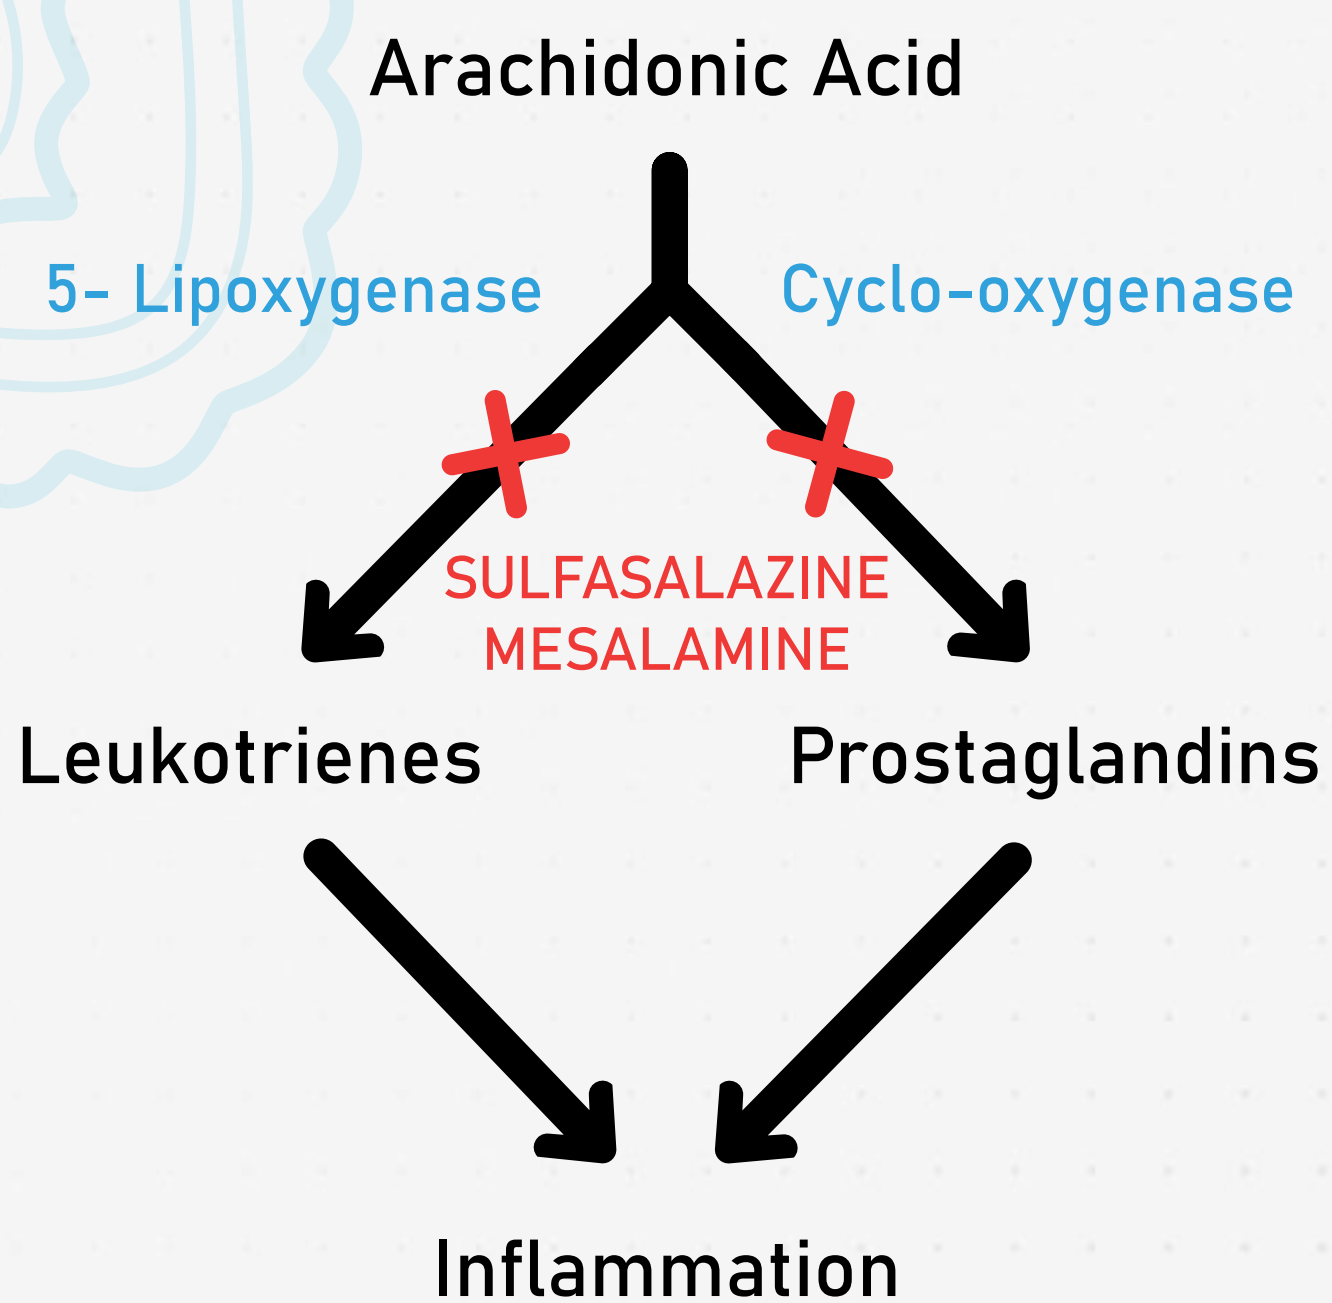 Arachidonic Acid
5- Lipoxygenase
Cyclo-oxygenase
SULFASALAZINE
MESALAMINE
Leukotrienes
Prostaglandins
Inflammation